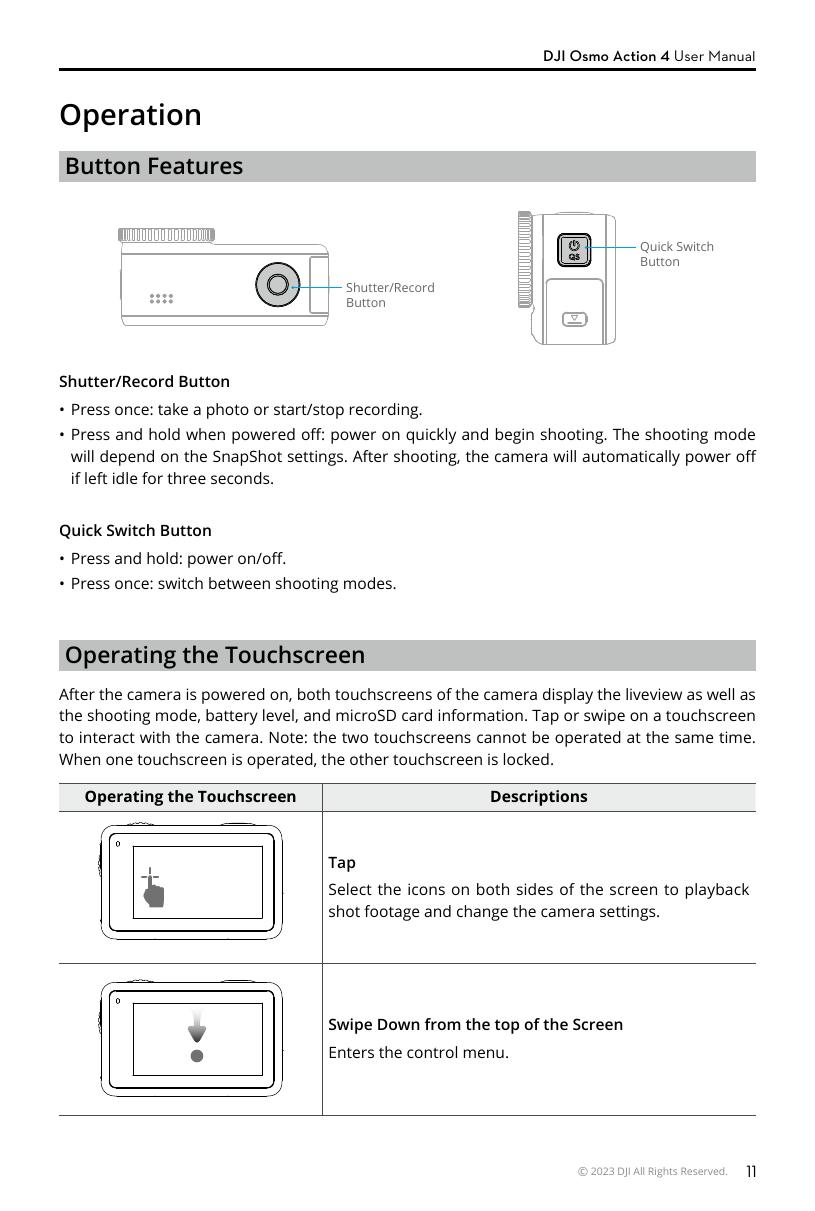 DJI Osmo Action 4 User Manual
Operation
Button Features
Shutter/Record
Button
QS
Quick Switch
Button
Shutter/Record Button
• Press once: take a photo or start/stop recording.
• Press and hold when powered off: power on quickly and begin shooting. The shooting mode
will depend on the SnapShot settings. After shooting, the camera will automatically power off
if left idle for three seconds.
Quick Switch Button
• Press and hold: power on/off.
• Press once: switch between shooting modes.
Operating the Touchscreen
After the camera is powered on, both touchscreens of the camera display the liveview as well as
the shooting mode, battery level, and microSD card information. Tap or swipe on a touchscreen
to interact with the camera. Note: the two touchscreens cannot be operated at the same time.
When one touchscreen is operated, the other touchscreen is locked.
Operating the Touchscreen Descriptions
Tap
Select the icons on both sides of the screen to playback
shot footage and change the camera settings.
Swipe Down from the top of the Screen
Enters the control menu.
© 2023 DJI All Rights Reserved. 11